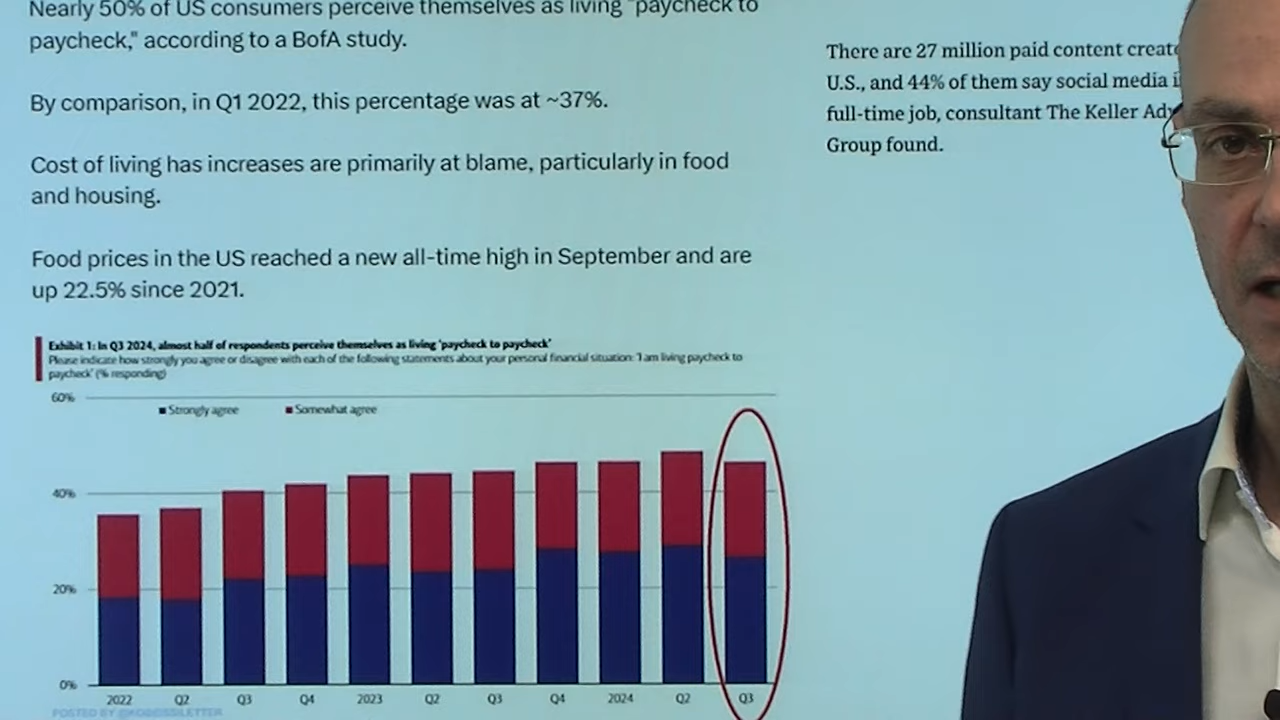 Nearly 50% of US consumers perceive themselves as living "paycheck to
paycheck," according to a BofA study.
By comparison, in Q1 2022, this percentage was at ~37%.
Cost of living has increases are primarily at blame, particularly in food
and housing.
Food prices in the US reached a new all-time high in September and are
up 22.5% since 2021.
Exhibit 1: In Q3 2024, almost half of respondents perceive themselves as living 'paycheck to paycheck'
Please indicate how strongly you agree or disagree with each of the following statements about your personal financial situation: 'I am living paycheck to
paycheck' (% responding)
60%
Strongly agree
Somewhat agree
40%
20%
0%
2022 Q2 Q3 Q4 2023 Q2 Q3 Q4 2024 Q2 Q3
POSTED BY @KOBEISSILETTER
There are 27 million paid content
U.S., and 44% of them say social media
full-time job, consultant The Keller
Group found.